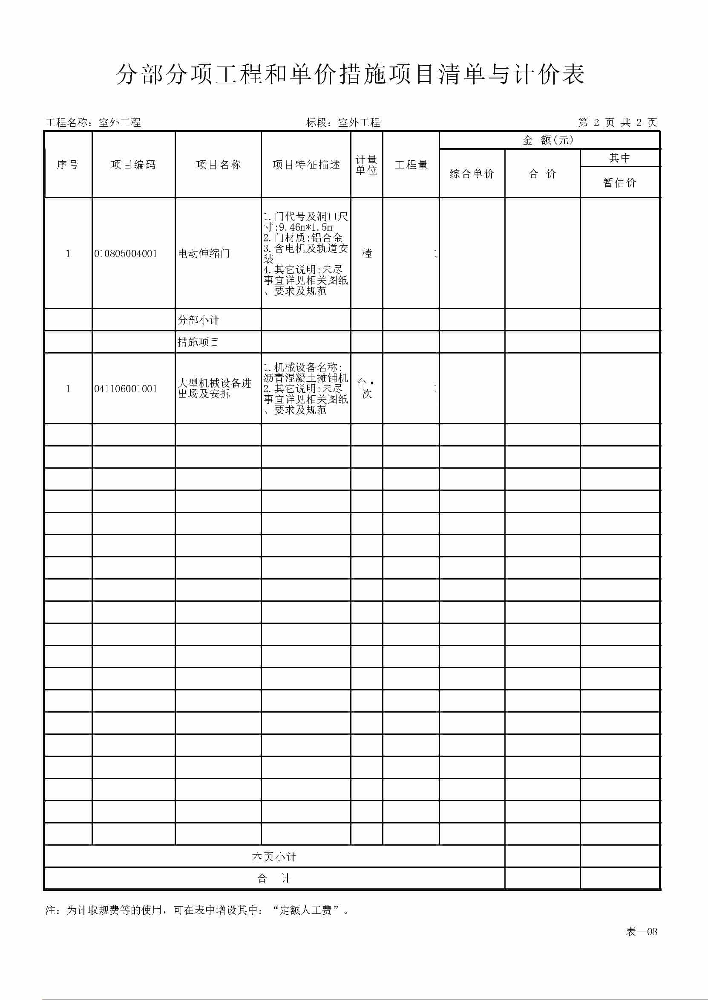 分部分项工程和单价措施项目清单与计价表
工程名称：室外工程 标段：室外工程 第 2 页 共 2 页
序号 项目编码 项目名称 项目特征描述 计量 单位 工程量 金 额(元)
综合单价 合 价 其中
暂估价
1 010805004001 电动伸缩门
1.门代号及洞口尺
寸:9.46m*1.5m
2.门材质:铝合金
3.含电机及轨道安
装
4.其它说明:未尽
事宜详见相关图纸
、要求及规范
樘 1
分部小计
措施项目
1 041106001001
大型机械设备进
出场及安拆
1.机械设备名称:
沥青混凝土摊铺机
2.其它说明:未尽
事宜详见相关图纸
、要求及规范
台·
次
1
本页小计
合 计
注：为计取规费等的使用，可在表中增设其中：“定额人工费”。
表—08